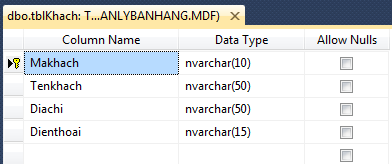 dbo.tblKhach: T...ANLYBANHANG.MDF)
Column Name Data Type Allow Nulls
Makhach nvarchar(10)
Tenkhach nvarchar(50)
Diachi nvarchar(50)
Dienthoai nvarchar(15)